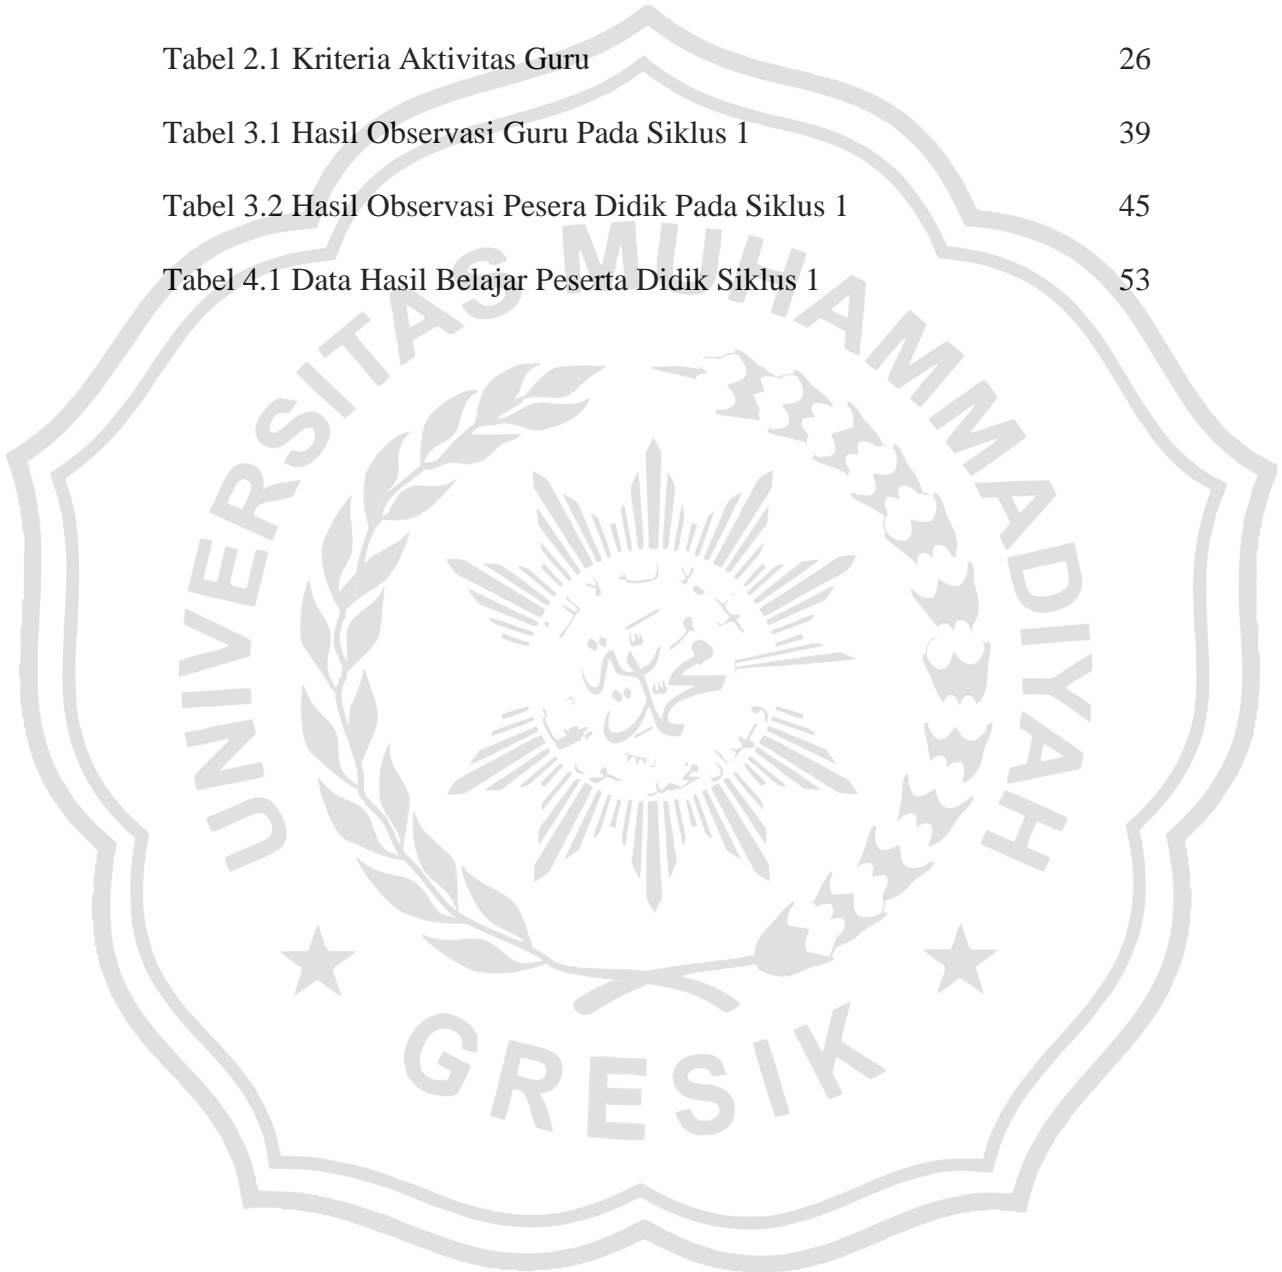 Tabel 2.1 Kriteria Aktivitas Guru 26
Tabel 3.1 Hasil Observasi Guru Pada Siklus 1 39
Tabel 3.2 Hasil Observasi Pesera Didik Pada Siklus 1 45
Tabel 4.1 Data Hasil Belajar Peserta Didik Siklus 1 53
UNIVERSITAS MUHAMMADIYAH
محمدية
GRESIK